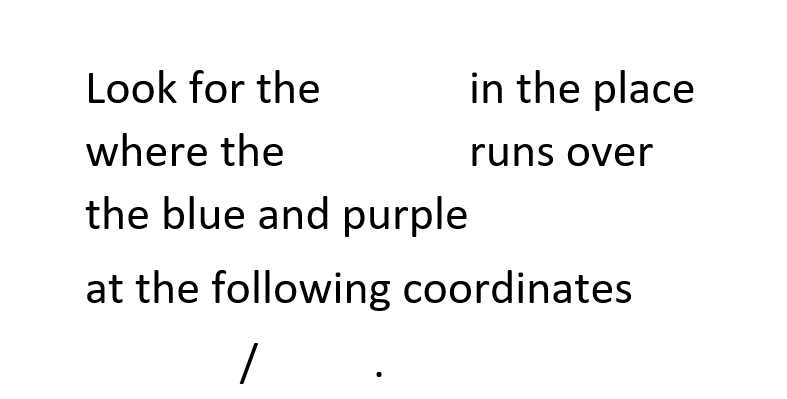 Look for the in the place
where the runs over
the blue and purple
at the following coordinates
/ .